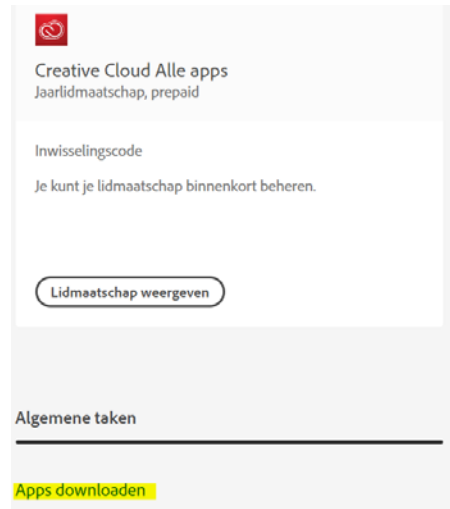 Creative Cloud Alle apps
Jaarlidmaatschap, prepaid
Inwisselingscode
Je kunt je lidmaatschap binnenkort beheren.
Lidmaatschap weergeven
Algemene taken
Apps downloaden